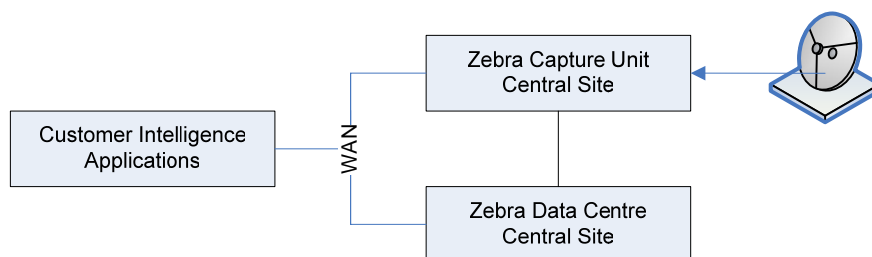 Zebra Capture Unit
Central Site
Customer Intelligence
Applications
WAN
Zebra Data Centre
Central Site